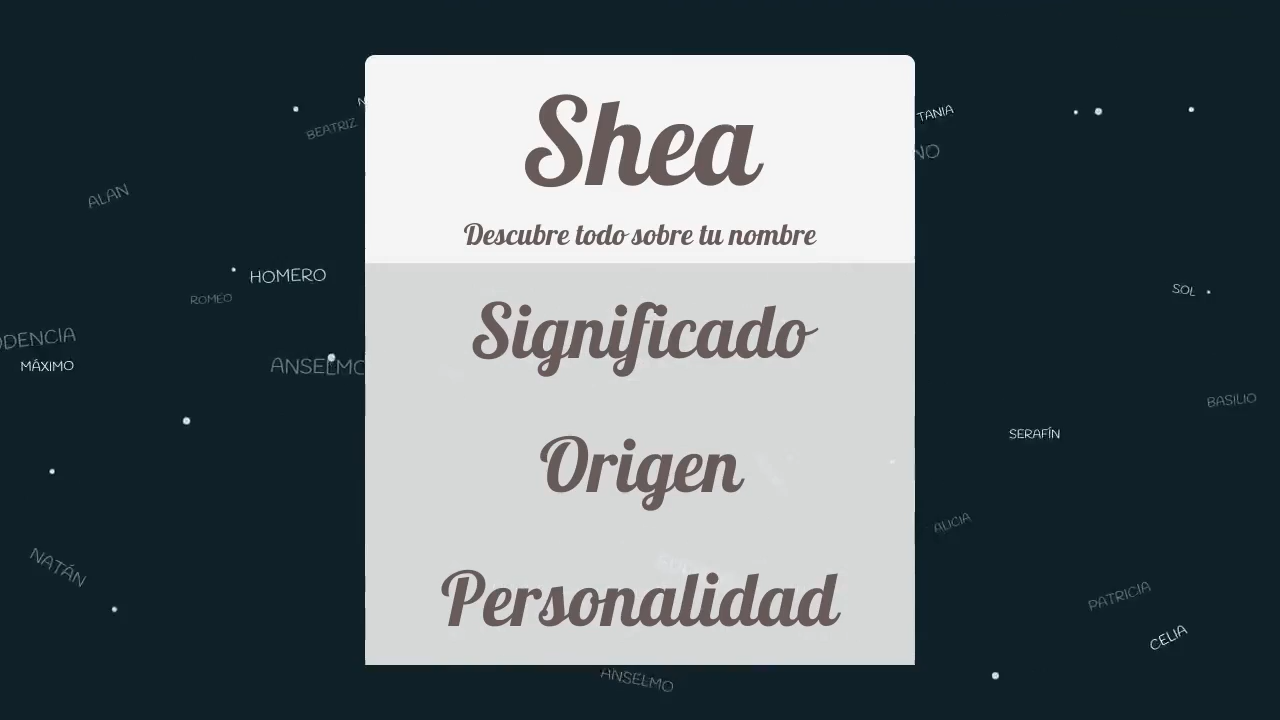 Shea
Descubre todo sobre tu nombre
Significado
Origen
Personalidad
BEATRIZ
TANIA
ALAN
HOMERO
ROMEO
SOL
MÁXIMO
ANSELMO
BASILIO
SERAFÍN
ALICIA
NATÁN
PATRICIA
CELIA
ANSELMO